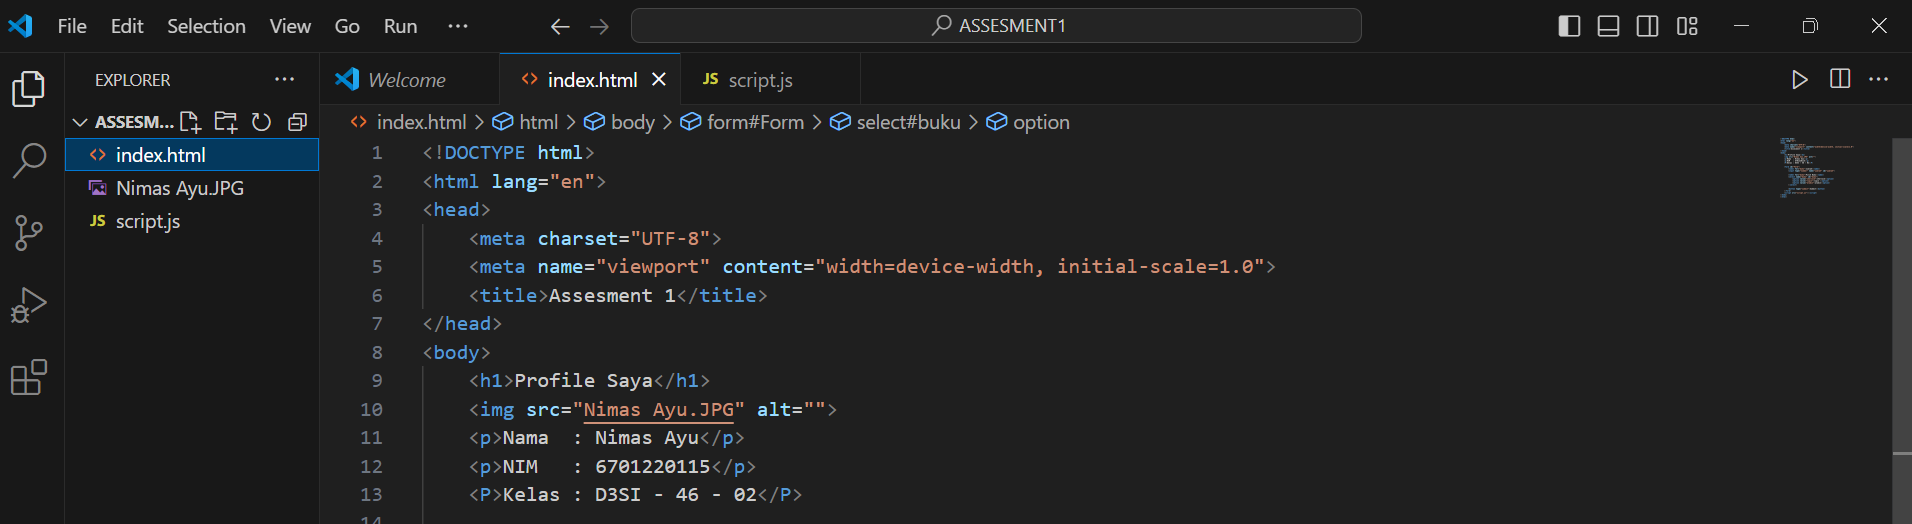 File Edit Selection View Go Run ···
ASSESMENT1
EXPLORER ···
Welcome
index.html
JS script.js
ASSESM...
index.html
Nimas Ayu.JPG
JS script.js
index.html > html > body > form#Form > select#buku > option
1 <!DOCTYPE html>
2 <html lang="en">
3 <head>
4 <meta charset="UTF-8">
5 <meta name="viewport" content="width=device-width, initial-scale=1.0">
6 <title>Assesment 1</title>
7 </head>
8 <body>
9 <h1>Profile Saya</h1>
10 <img src="Nimas Ayu.JPG" alt="">
11 <p>Nama  : Nimas Ayu</p>
12 <p>NIM   : 6701220115</p>
13 <P>Kelas : D3SI - 46 - 02</P>
14